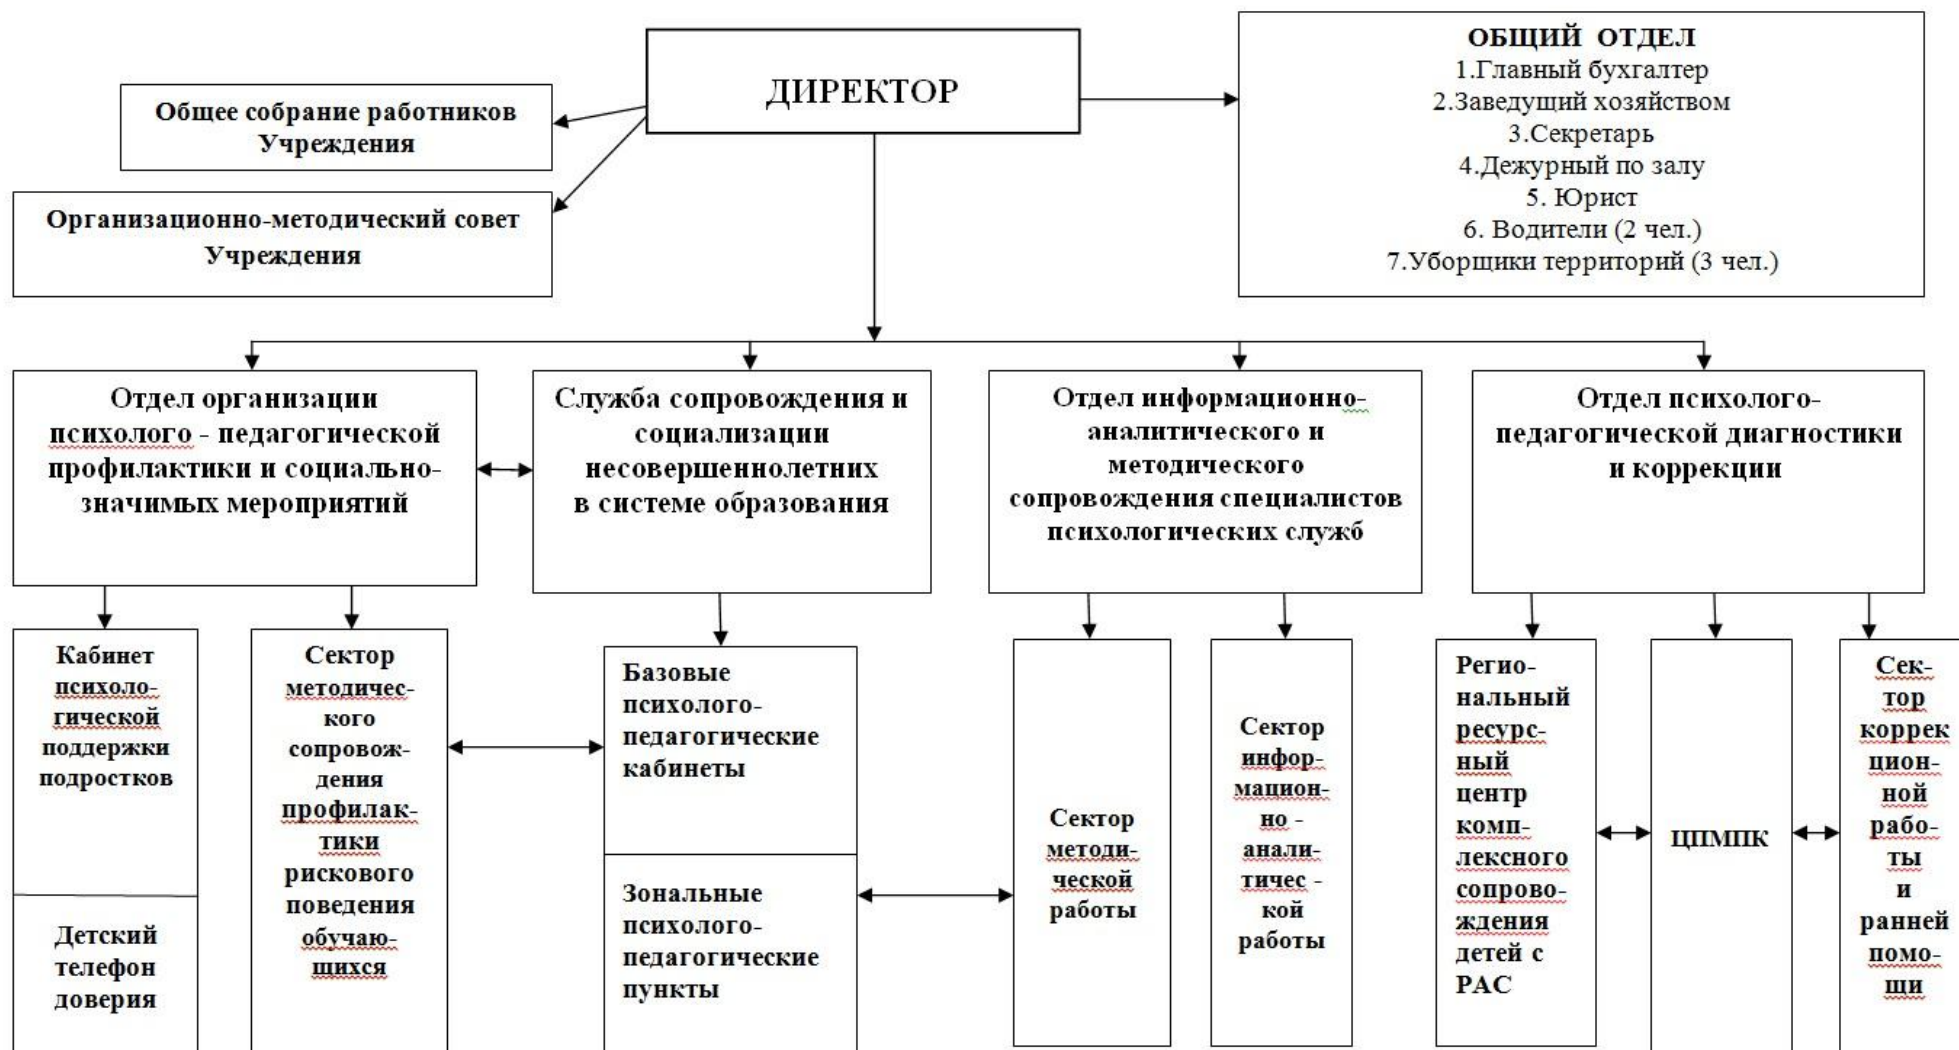 ДИРЕКТОР
ОБЩИЙ ОТДЕЛ
1.Главный бухгалтер
2.Заведущий хозяйством
3.Секретарь
4.Дежурный по залу
5. Юрист
6. Водители (2 чел.)
7.Уборщики территорий (3 чел.)
Общее собрание работников
Учреждения
Организационно-методический совет
Учреждения
Отдел организации
психолого - педагогической
профилактики и социально-
значимых мероприятий
Служба сопровождения и
социализации
несовершеннолетних
в системе образования
Отдел информационно-
аналитического и
методического
сопровождения специалистов
психологических служб
Отдел психолого-
педагогической диагностики
и коррекции
Кабинет
психоло-
гической
поддержки
подростков
Детский
телефон
доверия
Сектор
методичес-
кого
сопровож-
дения
профилак-
тики
рискового
поведения
обучаю-
щихся
Базовые
психолого-
педагогические
кабинеты
Зональные
психолого-
педагогические
пункты
Сектор
методи-
ческой
работы
Сектор
инфор-
мацион-
но -
анали-
тичес -
кой
работы
Регио-
нальный
ресурс-
ный
центр
комп-
лексного
сопрово-
ждения
детей с
РАС
ЦПМПК
Сек-
тор
коррек
цион-
ной
рабо-
ты
и
ранней
помо-
щи